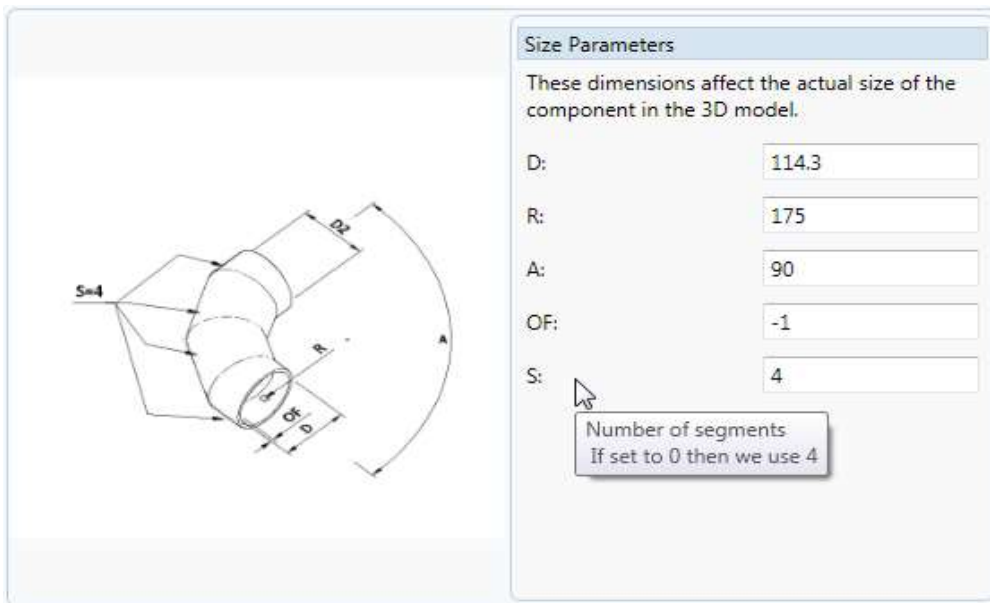 Size Parameters
These dimensions affect the actual size of the
component in the 3D model.
D:
114.3
R:
175
A:
90
OF:
-1
S:
4
Number of segments
If set to 0 then we use 4
S=4
D2
A
R
OF
D